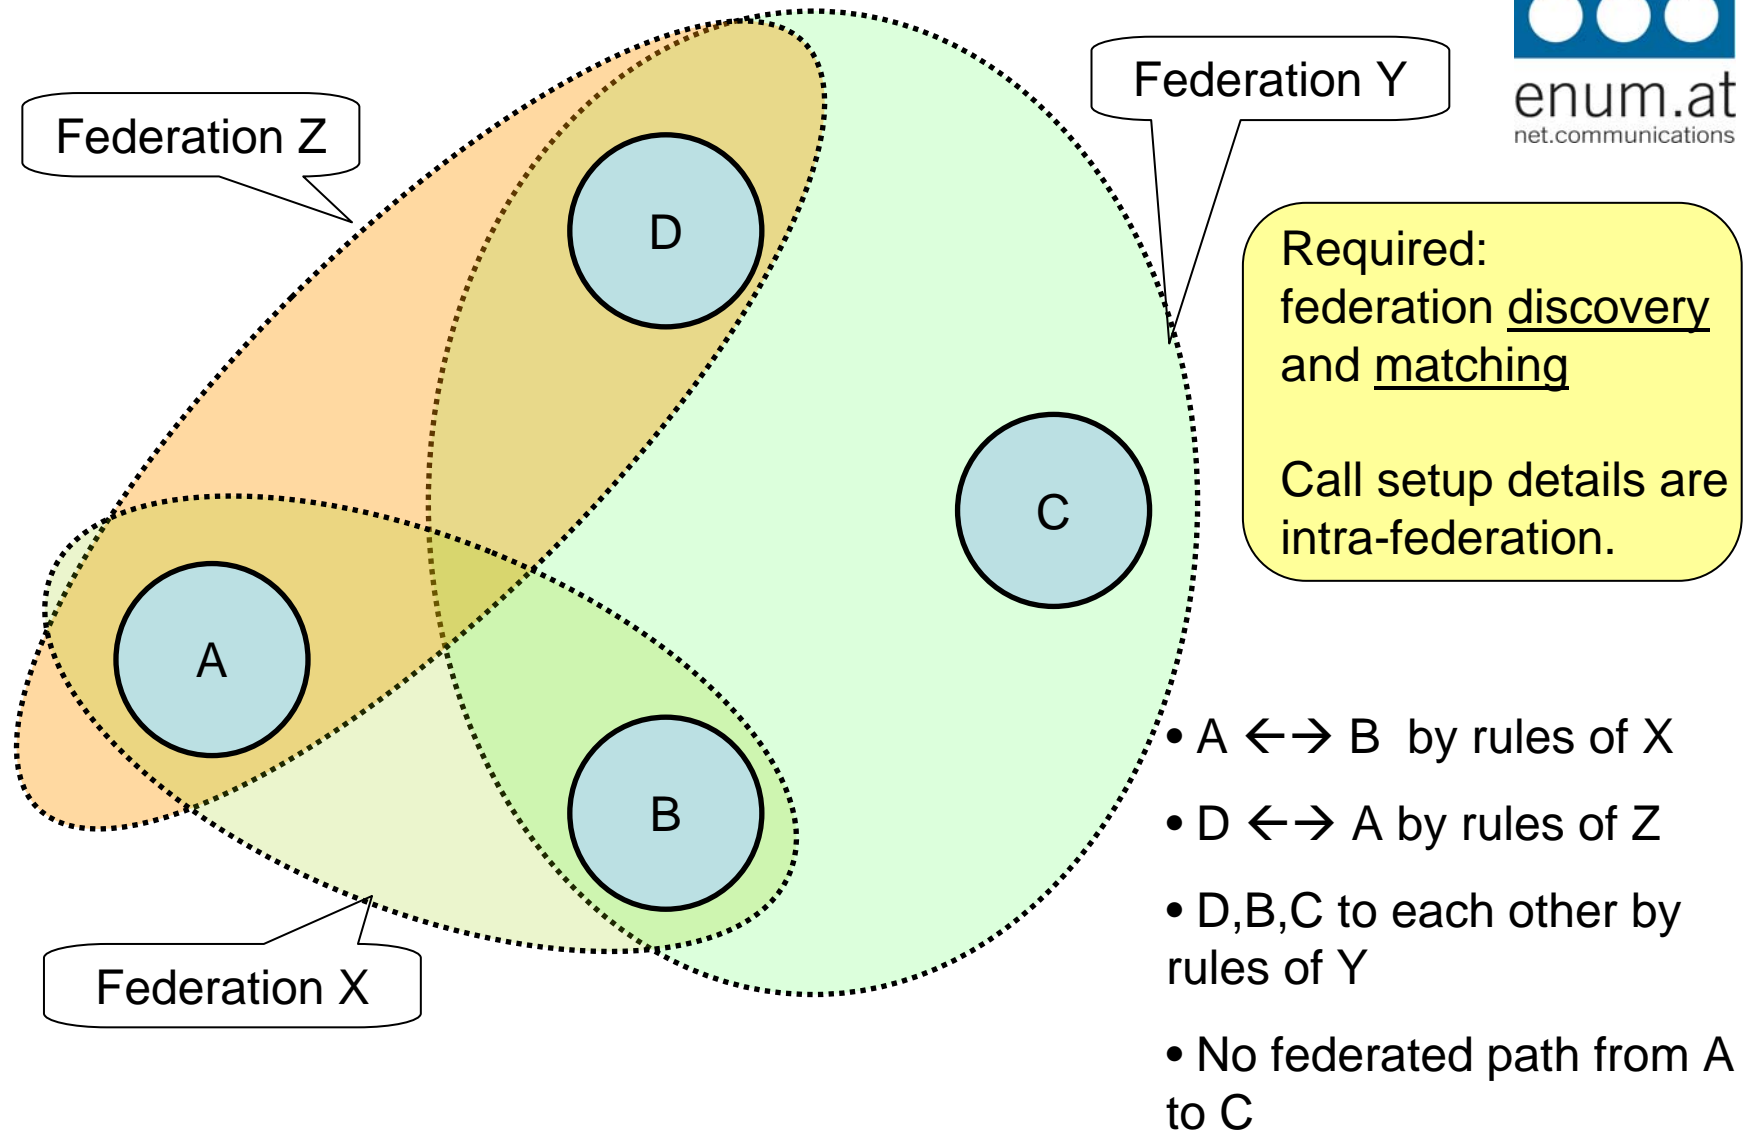 Federation Z
Federation Y
enum.at
net.communications
D
Required:
federation discovery
and matching
Call setup details are
intra-federation.
C
A
B
• A ←→ B by rules of X
• D ←→ A by rules of Z
• D,B,C to each other by
rules of Y
Federation X
• No federated path from A
to C